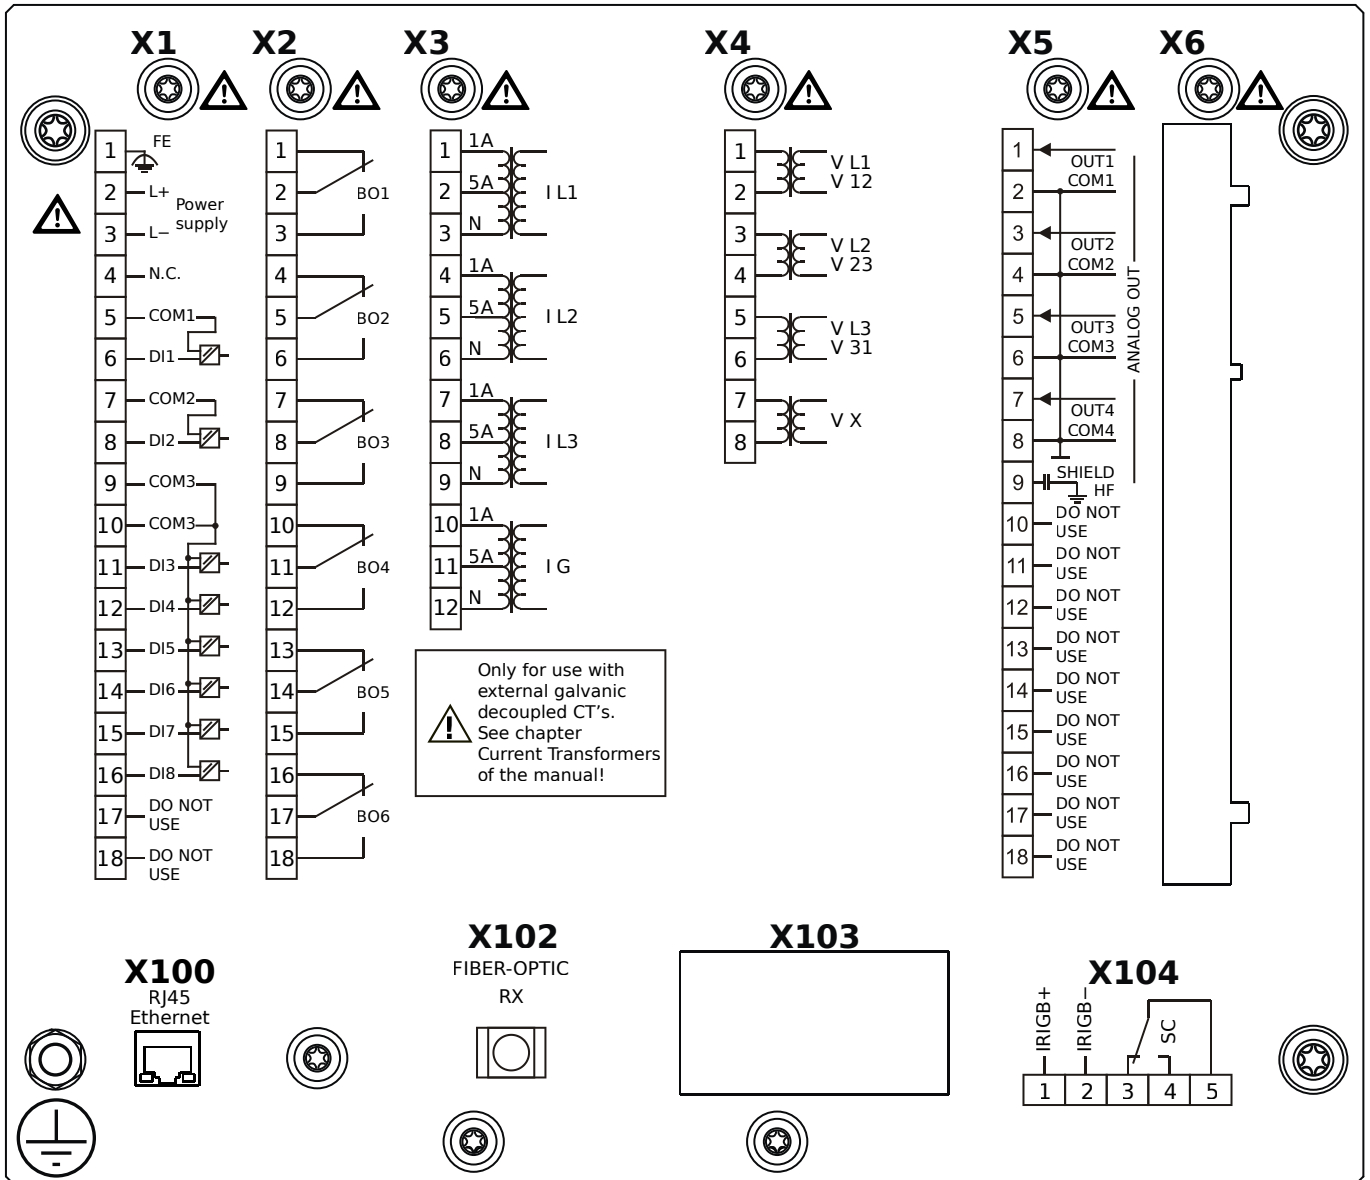 X1
X2
X3
X4
X5
X6
1 FE
2 L+
Power
supply
3 L−
4 N.C.
5 COM1
6 DI1
7 COM2
8 DI2
9 COM3
10 COM3
11 DI3
12 DI4
13 DI5
14 DI6
15 DI7
16 DI8
17 DO NOT
USE
18 DO NOT
USE
1
2 BO1
3
4
5 BO2
6
7
8 BO3
9
10
11 BO4
12
13
14 BO5
15
16
17 BO6
18
1 1A
2 5A I L1
3 N
4 1A
5 5A I L2
6 N
7 1A
8 5A I L3
9 N
10 1A
11 5A I G
12 N
Only for use with
external galvanic
decoupled CT's.
See chapter
Current Transformers
of the manual!
1 V L1
2 V 12
3 V L2
4 V 23
5 V L3
6 V 31
7 V X
8
1 OUT1
2 COM1
3 OUT2
4 COM2
5 OUT3
6 COM3
7 OUT4
8 COM4
ANALOG OUT
9 SHIELD
HF
10 DO NOT
USE
11 DO NOT
USE
12 DO NOT
USE
13 DO NOT
USE
14 DO NOT
USE
15 DO NOT
USE
16 DO NOT
USE
17 DO NOT
USE
18 DO NOT
USE
X100
RJ45
Ethernet
X102
FIBER-OPTIC
RX
X103
X104
IRIGB+
IRIGB−
SC
1 2 3 4 5